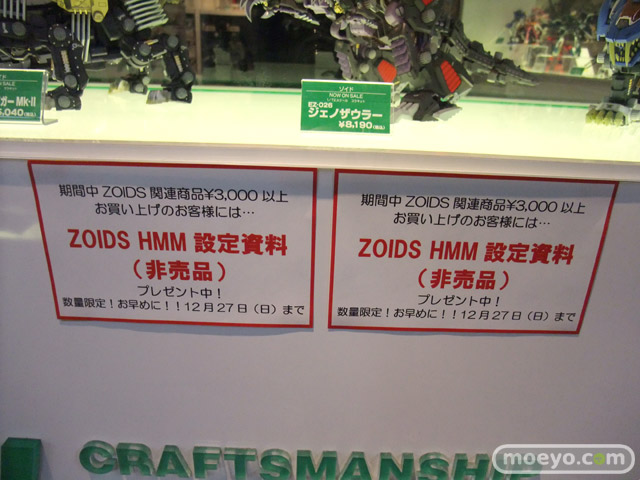 ガー Mk-II
5,040(税込)
ゾイド
NOW ON SALE
EZ-026
ジェノザウラー
¥8,190(税込)
期間中 ZOIDS 関連商品¥3,000 以上
お買い上げのお客様には…
ZOIDS HMM 設定資料
(非売品)
プレゼント中!
数量限定!お早めに!!12月27日(日)まで
期間中 ZOIDS 関連商品¥3,000 以上
お買い上げのお客様には…
ZOIDS HMM 設定資料
(非売品)
プレゼント中!
数量限定!お早めに!!12月27日(日)まで
CRAFTSMANSHIP
moeyo.com